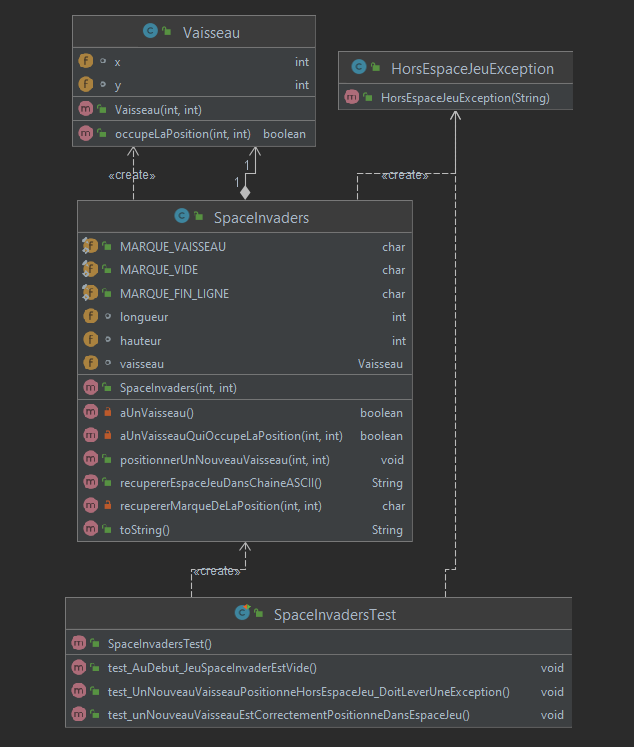 Vaisseau
x int
y int
Vaisseau(int, int)
occupeLaPosition(int, int) boolean
HorsEspaceJeuException
HorsEspaceJeuException(String)
«create»
1
1
«create»
SpaceInvaders
MARQUE_VAISSEAU char
MARQUE_VIDE char
MARQUE_FIN_LIGNE char
longueur int
hauteur int
vaisseau Vaisseau
SpaceInvaders(int, int)
aUnVaisseau() boolean
aUnVaisseauQuiOccupeLaPosition(int, int) boolean
positionnerUnNouveauVaisseau(int, int) void
recupererEspaceJeuDansChaineASCII() String
recupererMarqueDeLaPosition(int, int) char
toString() String
«create»
SpaceInvadersTest
SpaceInvadersTest()
test_AuDebut_JeuSpaceInvaderEstVide() void
test_UnNouveauVaisseauPositionneHorsEspaceJeu_DoitLeverUneException() void
test_unNouveauVaisseauEstCorrectementPositionneDansEspaceJeu() void